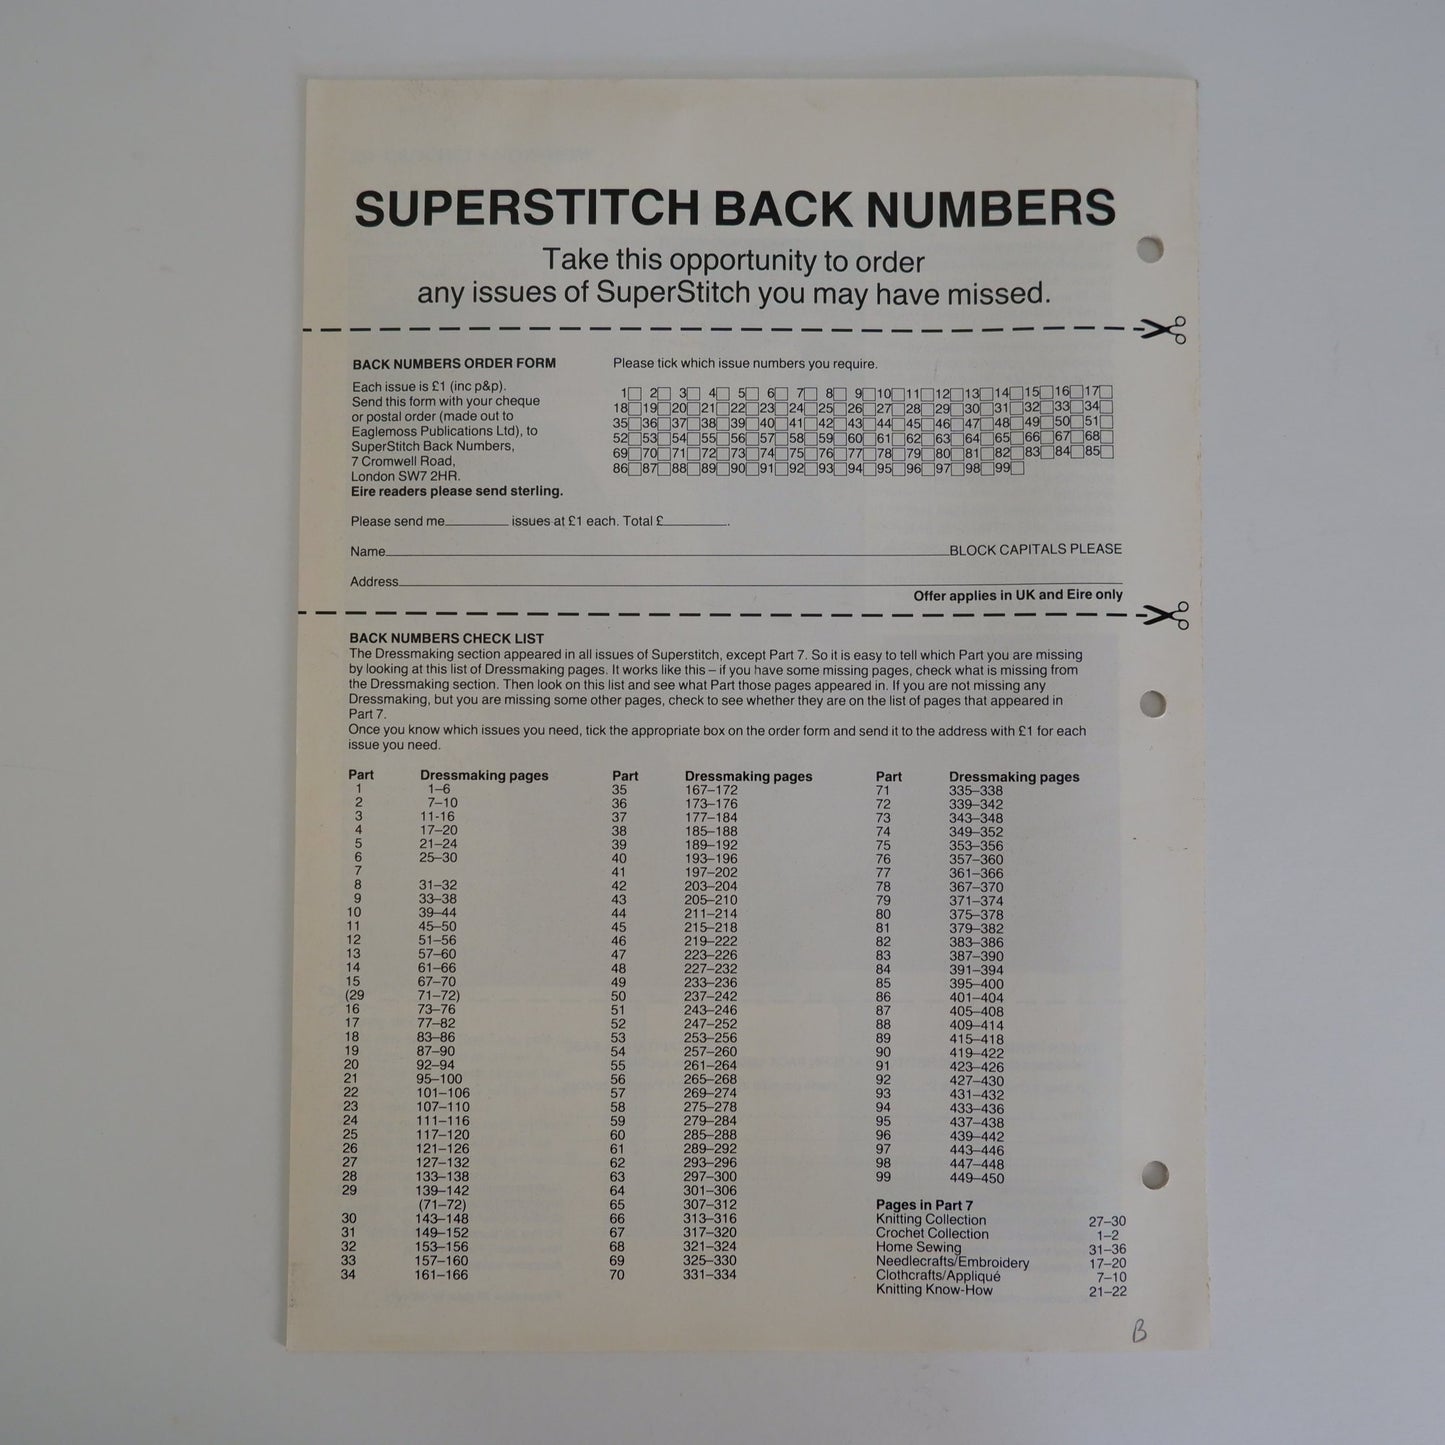 SUPERSTITCH BACK NUMBERS
Take this opportunity to order
any issues of SuperStitch you may have missed.
BACK NUMBERS ORDER FORM
Each issue is £1 (inc p&p).
Send this form with your cheque
or postal order (made out to
Eaglemoss Publications Ltd), to
SuperStitch Back Numbers,
7 Cromwell Road,
London SW7 2HR.
Eire readers please send sterling.
Please tick which issue numbers you require.
1 2 3 4 5 6 7 8 9 10 11 12 13 14 15 16 17
18 19 20 21 22 23 24 25 26 27 28 29 30 31 32 33 34
35 36 37 38 39 40 41 42 43 44 45 46 47 48 49 50 51
52 53 54 55 56 57 58 59 60 61 62 63 64 65 66 67 68
69 70 71 72 73 74 75 76 77 78 79 80 81 82 83 84 85
86 87 88 89 90 91 92 93 94 95 96 97 98 99
Please send me issues at £1 each. Total £ .
Name BLOCK CAPITALS PLEASE
Address
Offer applies in UK and Eire only
BACK NUMBERS CHECK LIST
The Dressmaking section appeared in all issues of Superstitch, except Part 7. So it is easy to tell which Part you are missing
by looking at this list of Dressmaking pages. It works like this – if you have some missing pages, check what is missing from
the Dressmaking section. Then look on this list and see what Part those pages appeared in. If you are not missing any
Dressmaking, but you are missing some other pages, check to see whether they are on the list of pages that appeared in
Part 7.
Once you know which issues you need, tick the appropriate box on the order form and send it to the address with £1 for each
issue you need.
Part Dressmaking pages
1 1–6
2 7–10
3 11-16
4 17–20
5 21–24
6 25–30
7
8 31–32
9 33–38
10 39–44
11 45–50
12 51–56
13 57–60
14 61–66
15 67–70
(29 71–72)
16 73–76
17 77–82
18 83–86
19 87–90
20 92–94
21 95–100
22 101–106
23 107–110
24 111–116
25 117–120
26 121–126
27 127–132
28 133–138
29 139–142
(71–72)
30 143–148
31 149–152
32 153–156
33 157–160
34 161–166
Part Dressmaking pages
35 167–172
36 173–176
37 177–184
38 185–188
39 189–192
40 193–196
41 197–202
42 203–204
43 205–210
44 211–214
45 215–218
46 219–222
47 223–226
48 227–232
49 233–236
50 237–242
51 243–246
52 247–252
53 253–256
54 257–260
55 261–264
56 265–268
57 269–274
58 275–278
59 279–284
60 285–288
61 289–292
62 293–296
63 297–300
64 301–306
65 307–312
66 313–316
67 317–320
68 321–324
69 325–330
70 331–334
Part Dressmaking pages
71 335–338
72 339–342
73 343–348
74 349–352
75 353–356
76 357–360
77 361–366
78 367–370
79 371–374
80 375–378
81 379–382
82 383–386
83 387–390
84 391–394
85 395–400
86 401–404
87 405–408
88 409–414
89 415–418
90 419–422
91 423–426
92 427–430
93 431–432
94 433–436
95 437–438
96 439–442
97 443–446
98 447–448
99 449–450
Pages in Part 7
Knitting Collection 27–30
Crochet Collection 1–2
Home Sewing 31–36
Needlecrafts/Embroidery 17–20
Clothcrafts/Appliqué 7–10
Knitting Know-How 21–22
B